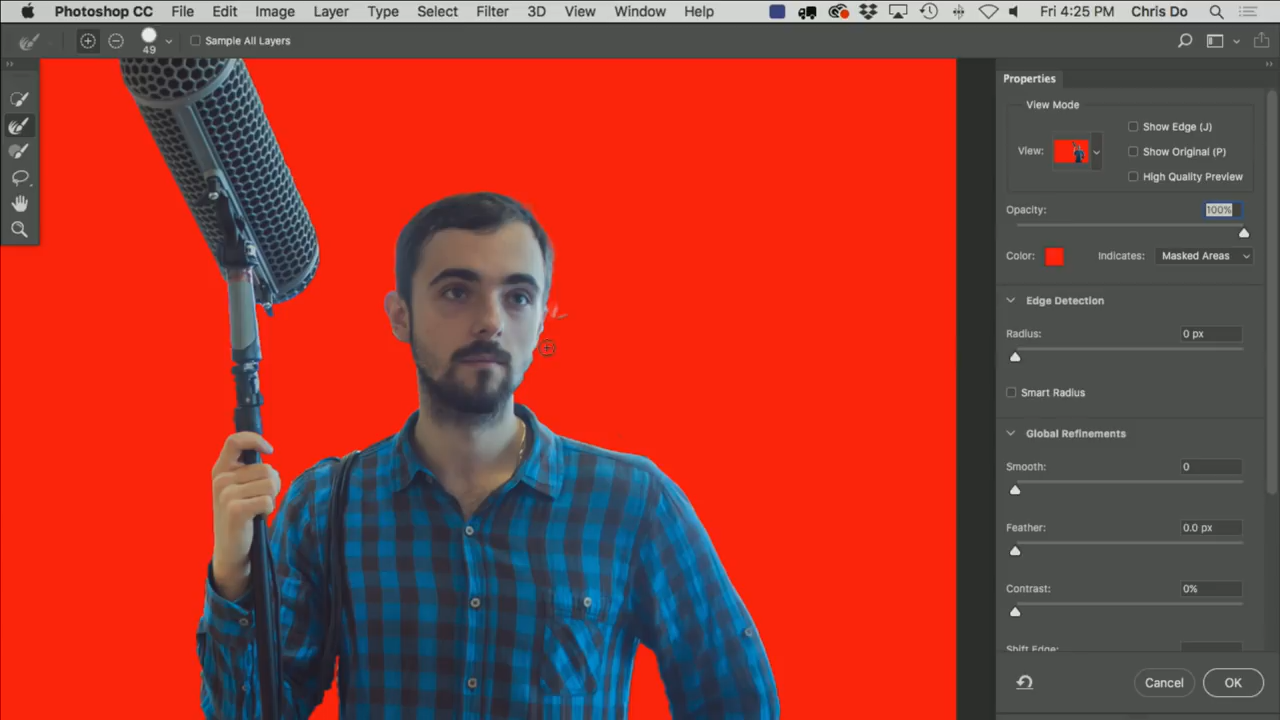 Photoshop CC File Edit Image Layer Type Select Filter 3D View Window Help Fri 4:25 PM Chris Do
49 Sample All Layers
Properties
View Mode
Show Edge (J)
View: Show Original (P)
High Quality Preview
Opacity: 100%
Color: Indicates: Masked Areas
Edge Detection
Radius: 0 px
Smart Radius
Global Refinements
Smooth: 0
Feather: 0.0 px
Contrast: 0%
Shift Edge:
Cancel OK